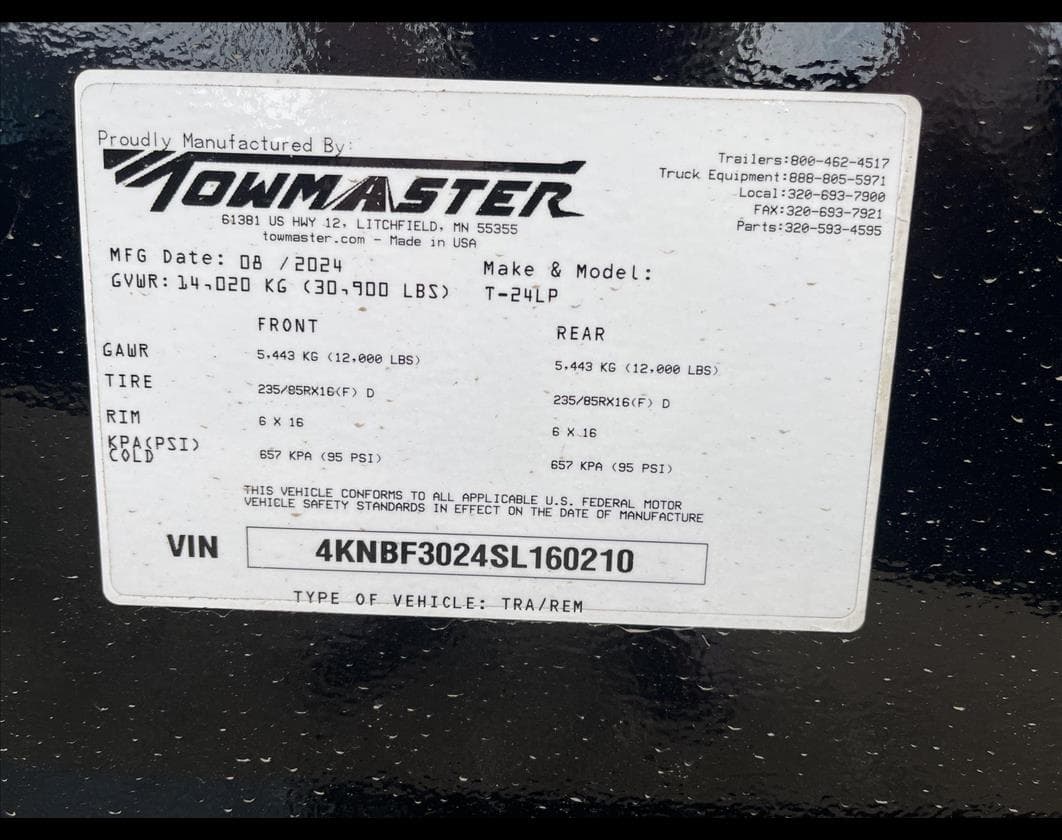 Proudly Manufactured By:
TOWMASTER
61381 US HWY 12, LITCHFIELD, MN 55355
towmaster.com - Made in USA
Trailers:800-462-4517
Truck Equipment:888-805-5971
Local:320-693-7900
FAX:320-693-7921
Parts:320-593-4595
MFG Date: 08 /2024
GVWR: 14,020 KG (30,900 LBS)
Make & Model:
T-24LP
FRONT REAR
GAWR 5,443 KG (12,000 LBS) 5,443 KG (12,000 LBS)
TIRE 235/85RX16(F) D 235/85RX16(F) D
RIM 6 X 16 6 X 16
KPA(PSI)
COLD 657 KPA (95 PSI) 657 KPA (95 PSI)
THIS VEHICLE CONFORMS TO ALL APPLICABLE U.S. FEDERAL MOTOR
VEHICLE SAFETY STANDARDS IN EFFECT ON THE DATE OF MANUFACTURE
VIN 4KNBF3024SL160210
TYPE OF VEHICLE: TRA/REM